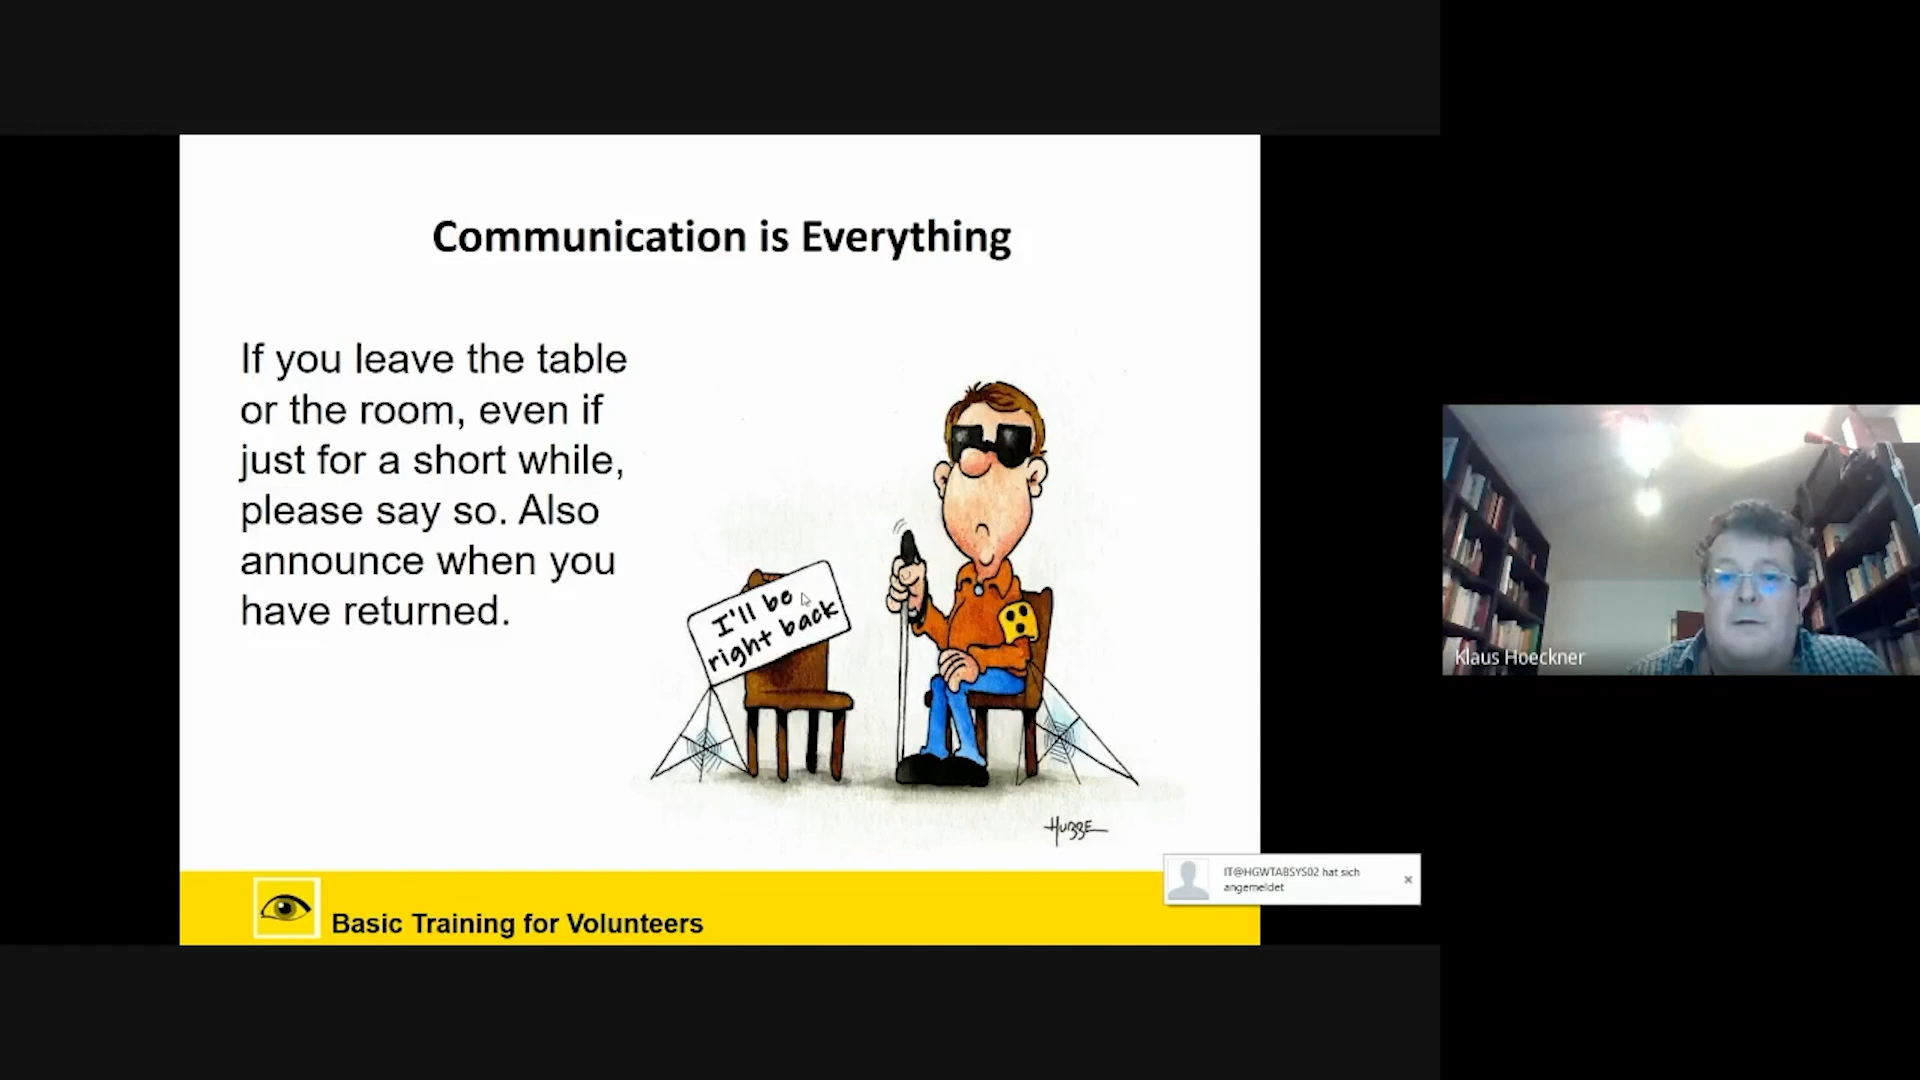 Communication is Everything
If you leave the table
or the room, even if
just for a short while,
please say so. Also
announce when you
have returned.
I'll be
right back
HUBBE
Basic Training for Volunteers
IT@HGWTABSYS02 hat sich
angemeldet
Klaus Hoeckner